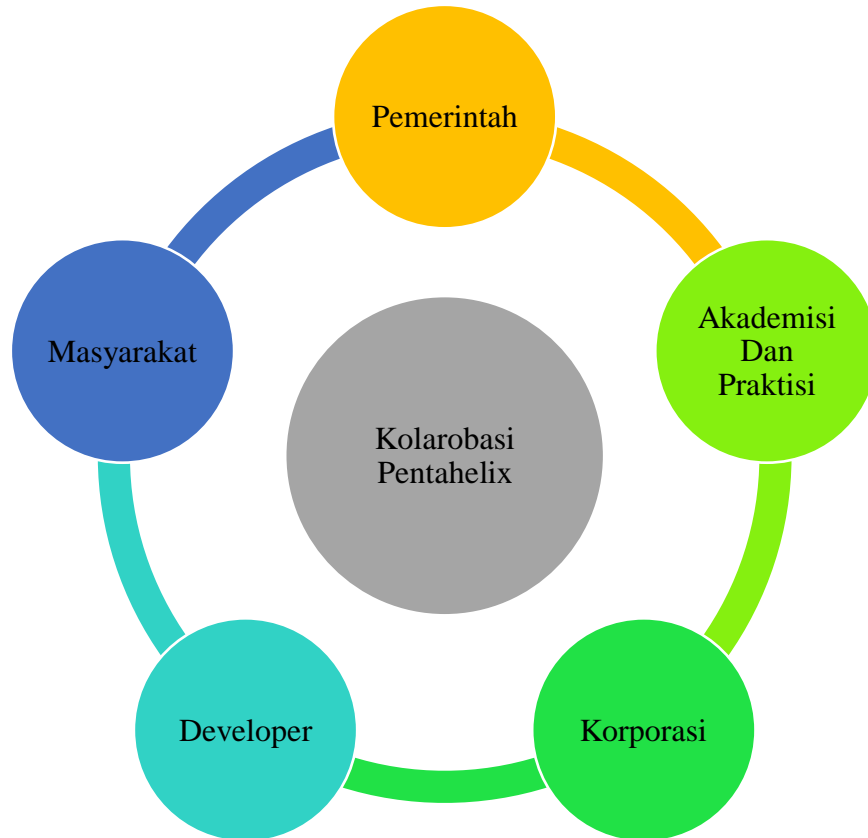 Pemerintah
Akademisi
Dan
Praktisi
Korporasi
Developer
Masyarakat
Kolarobasi
Pentahelix